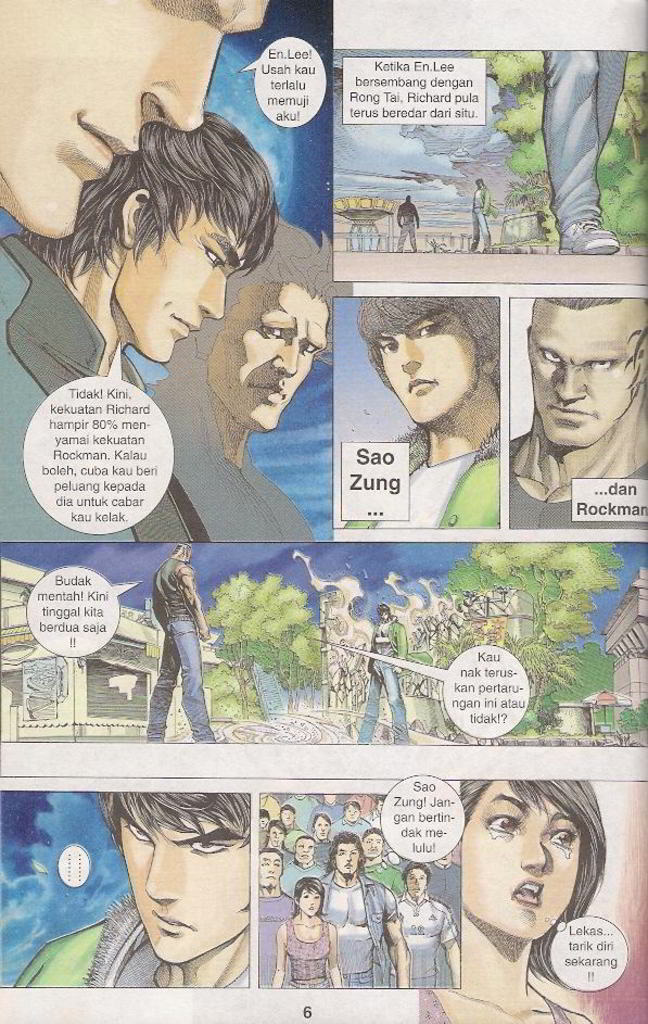 En.Lee!
Usah kau
terlalu
memuji
aku!
Tidak! Kini,
kekuatan Richard
hampir 80% men-
yamai kekuatan
Rockman. Kalau
boleh, cuba kau beri
peluang kepada
dia untuk cabar
kau kelak.
Ketika En.Lee
bersembang dengan
Rong Tai, Richard pula
terus beredar dari situ.
Sao
Zung
...
...dan
Rockman
Budak
mentah! Kini
tinggal kita
berdua saja
!!
Kau
nak terus-
kan pertaru-
ngan ini atau
tidak!?
........
Sao
Zung! Jan-
gan bertin-
dak me-
lulu!
Lekas...
tarik diri
sekarang
!!
6